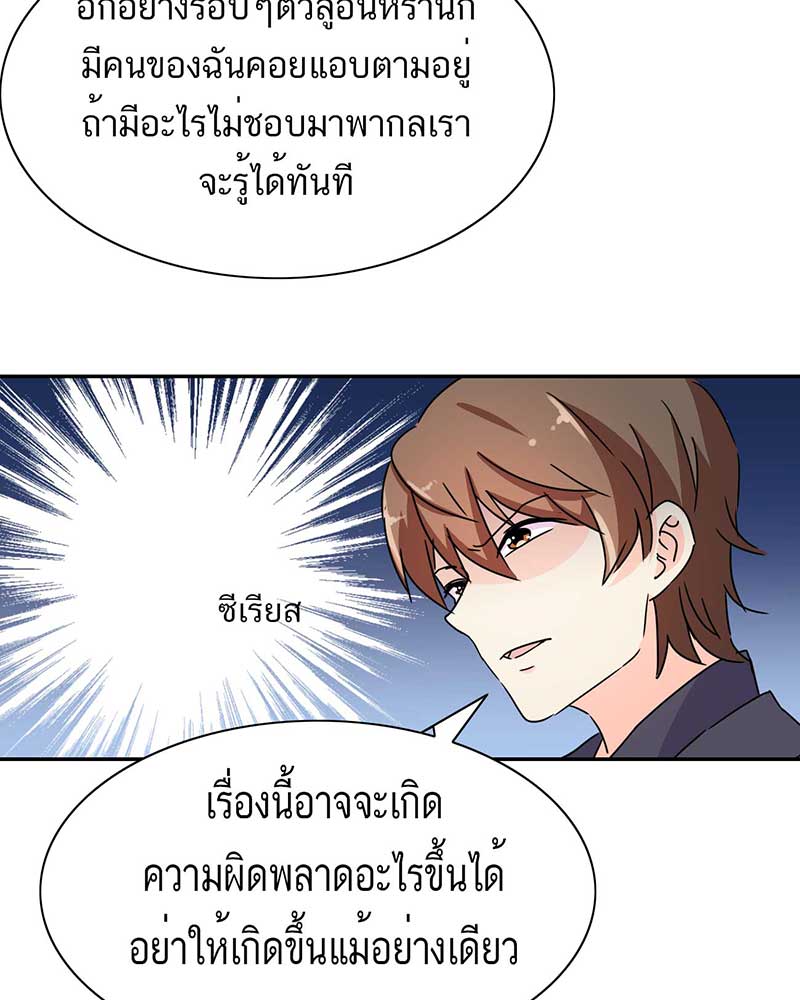 อีกอย่างรอบๆตัวลู่อันหรานก็
มีคนของฉันคอยแอบตามอยู่
ถ้ามีอะไรไม่ชอบมาพากลเรา
จะรู้ได้ทันที
ซีเรียส
เรื่องนี้อาจจะเกิด
ความผิดพลาดอะไรขึ้นได้
อย่าให้เกิดขึ้นแม้อย่างเดียว